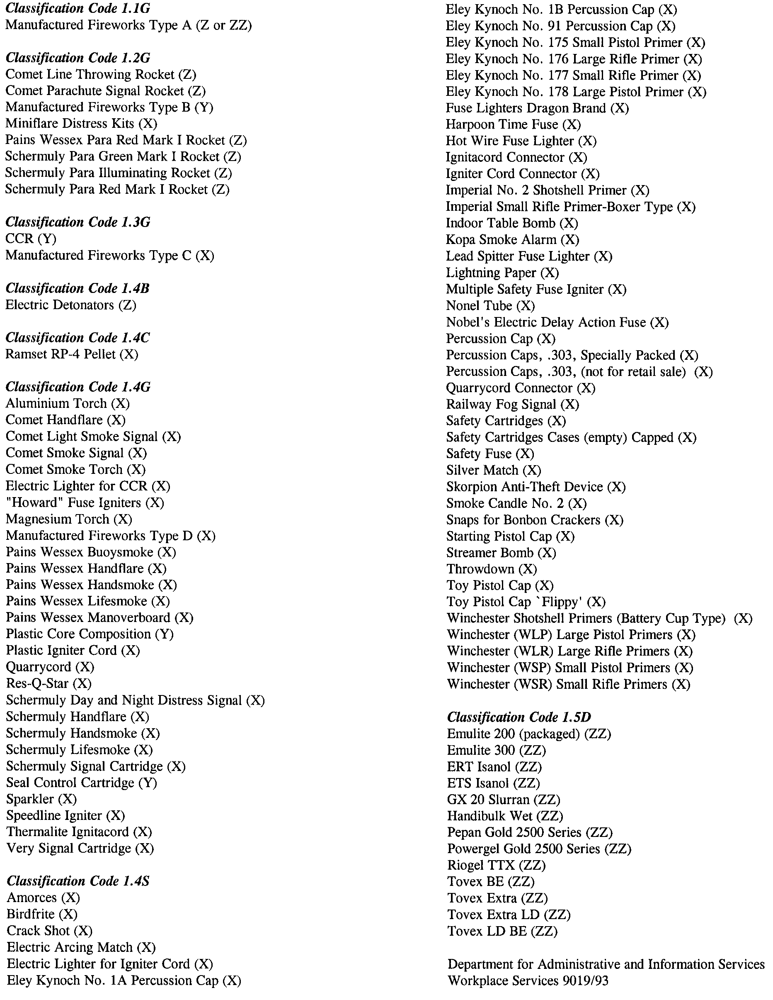 Classification Code 1.1G
Manufactured Fireworks Type A (Z or ZZ)
Classification Code 1.2G
Comet Line Throwing Rocket (Z)
Comet Parachute Signal Rocket (Z)
Manufactured Fireworks Type B (Y)
Miniflare Distress Kits (X)
Pains Wessex Para Red Mark I Rocket (Z)
Schermuly Para Green Mark I Rocket (Z)
Schermuly Para Illuminating Rocket (Z)
Schermuly Para Red Mark I Rocket (Z)
Classification Code 1.3G
CCR (Y)
Manufactured Fireworks Type C (X)
Classification Code 1.4B
Electric Detonators (Z)
Classification Code 1.4C
Ramset RP-4 Pellet (X)
Classification Code 1.4G
Aluminium Torch (X)
Comet Handflare (X)
Comet Light Smoke Signal (X)
Comet Smoke Signal (X)
Comet Smoke Torch (X)
Electric Lighter for CCR (X)
"Howard" Fuse Igniters (X)
Magnesium Torch (X)
Manufactured Fireworks Type D (X)
Pains Wessex Buoysmoke (X)
Pains Wessex Handflare (X)
Pains Wessex Handsmoke (X)
Pains Wessex Lifesmoke (X)
Pains Wessex Manoverboard (X)
Plastic Core Composition (Y)
Plastic Igniter Cord (X)
Quarrycord (X)
Res-Q-Star (X)
Schermuly Day and Night Distress Signal (X)
Schermuly Handflare (X)
Schermuly Handsmoke (X)
Schermuly Lifesmoke (X)
Schermuly Signal Cartridge (X)
Seal Control Cartridge (Y)
Sparkler (X)
Speedline Igniter (X)
Thermalite Ignitacord (X)
Very Signal Cartridge (X)
Classification Code 1.4S
Amorces (X)
Birdfrite (X)
Crack Shot (X)
Electric Arcing Match (X)
Electric Lighter for Igniter Cord (X)
Eley Kynoch No. 1A Percussion Cap (X)
Eley Kynoch No. 1B Percussion Cap (X)
Eley Kynoch No. 91 Percussion Cap (X)
Eley Kynoch No. 175 Small Pistol Primer (X)
Eley Kynoch No. 176 Large Rifle Primer (X)
Eley Kynoch No. 177 Small Rifle Primer (X)
Eley Kynoch No. 178 Large Pistol Primer (X)
Fuse Lighters Dragon Brand (X)
Harpoon Time Fuse (X)
Hot Wire Fuse Lighter (X)
Ignitacord Connector (X)
Igniter Cord Connector (X)
Imperial No. 2 Shotshell Primer (X)
Imperial Small Rifle Primer-Boxer Type (X)
Indoor Table Bomb (X)
Kopa Smoke Alarm (X)
Lead Spitter Fuse Lighter (X)
Lightning Paper (X)
Multiple Safety Fuse Igniter (X)
Nonel Tube (X)
Nobel's Electric Delay Action Fuse (X)
Percussion Cap (X)
Percussion Caps, .303, Specially Packed (X)
Percussion Caps, .303, (not for retail sale) (X)
Quarrycord Connector (X)
Railway Fog Signal (X)
Safety Cartridges (X)
Safety Cartridges Cases (empty) Capped (X)
Safety Fuse (X)
Silver Match (X)
Skorpion Anti-Theft Device (X)
Smoke Candle No. 2 (X)
Snaps for Bonbon Crackers (X)
Starting Pistol Cap (X)
Streamer Bomb (X)
Throwdown (X)
Toy Pistol Cap (X)
Toy Pistol Cap `Flippy' (X)
Winchester Shotshell Primers (Battery Cup Type) (X)
Winchester (WLP) Large Pistol Primers (X)
Winchester (WLR) Large Rifle Primers (X)
Winchester (WSP) Small Pistol Primers (X)
Winchester (WSR) Small Rifle Primers (X)
Classification Code 1.5D
Emulite 200 (packaged) (ZZ)
Emulite 300 (ZZ)
ERT Isanol (ZZ)
ETS Isanol (ZZ)
GX 20 Slurran (ZZ)
Handibulk Wet (ZZ)
Pepan Gold 2500 Series (ZZ)
Powergel Gold 2500 Series (ZZ)
Riogel TTX (ZZ)
Tovex BE (ZZ)
Tovex Extra (ZZ)
Tovex Extra LD (ZZ)
Tovex LD BE (ZZ)
Department for Administrative and Information Services
Workplace Services 9019/93